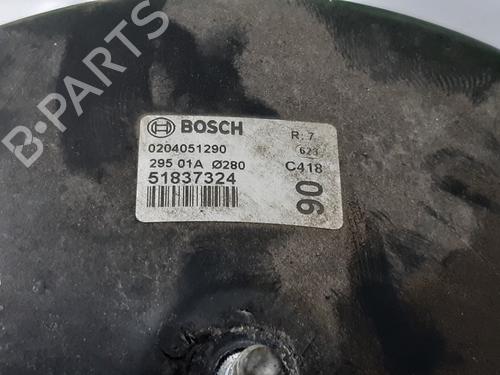 BOSCH
R. 7
0204051290
623
295 01A Ø280
C418
51837324
90
B-PARTS